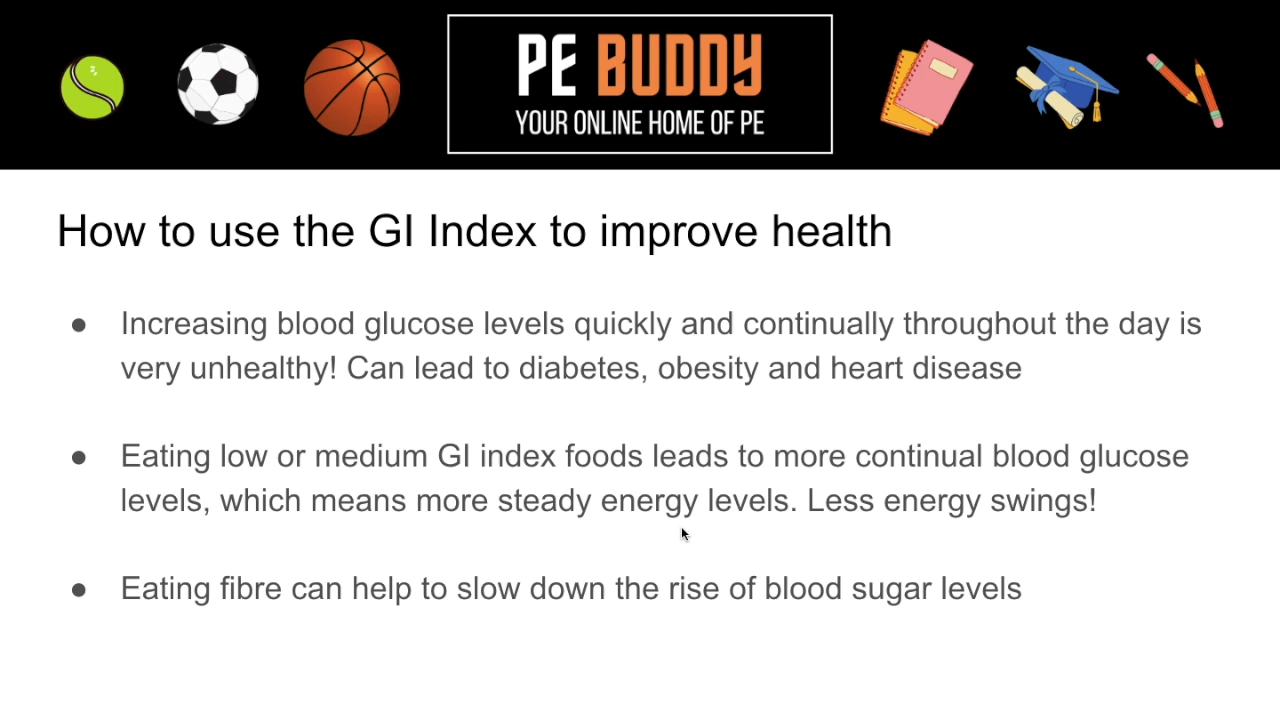 PE BUDDY
YOUR ONLINE HOME OF PE
How to use the GI Index to improve health
● Increasing blood glucose levels quickly and continually throughout the day is
very unhealthy! Can lead to diabetes, obesity and heart disease
● Eating low or medium GI index foods leads to more continual blood glucose
levels, which means more steady energy levels. Less energy swings!
● Eating fibre can help to slow down the rise of blood sugar levels